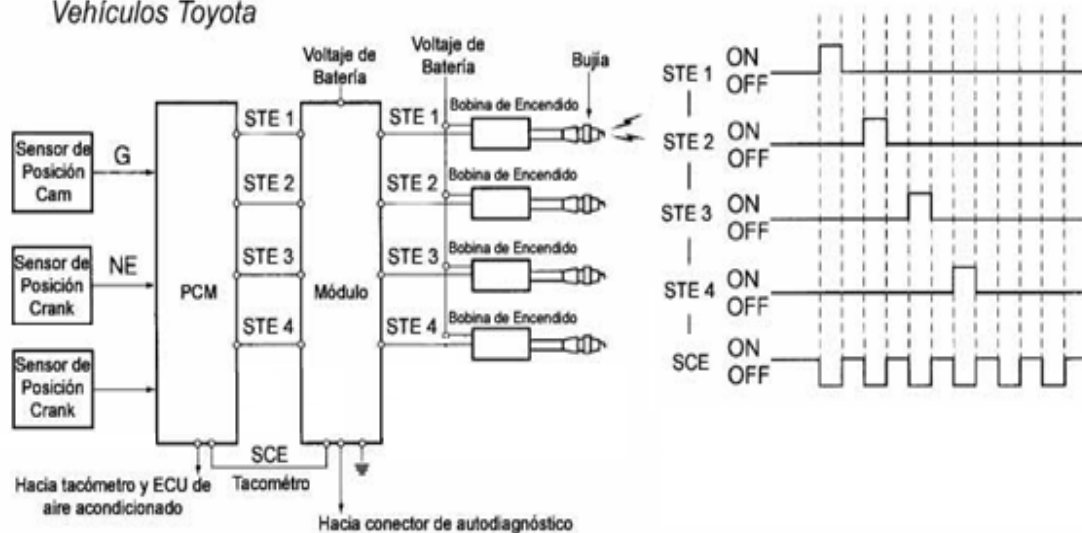 Vehículos Toyota
Voltaje de
Batería
Voltaje de
Batería
Bujía
Sensor de
Posición
Cam
G
Sensor de
Posición
Crank
NE
Sensor de
Posición
Crank
PCM
STE 1
STE 2
STE 3
STE 4
Módulo
STE 1
STE 2
STE 3
STE 4
Bobina de Encendido
Bobina de Encendido
Bobina de Encendido
Bobina de Encendido
SCE
Tacométro
Hacia tacómetro y ECU de
aire acondicionado
Hacia conector de autodiagnóstico
STE 1
ON
OFF
STE 2
ON
OFF
STE 3
ON
OFF
STE 4
ON
OFF
SCE
ON
OFF